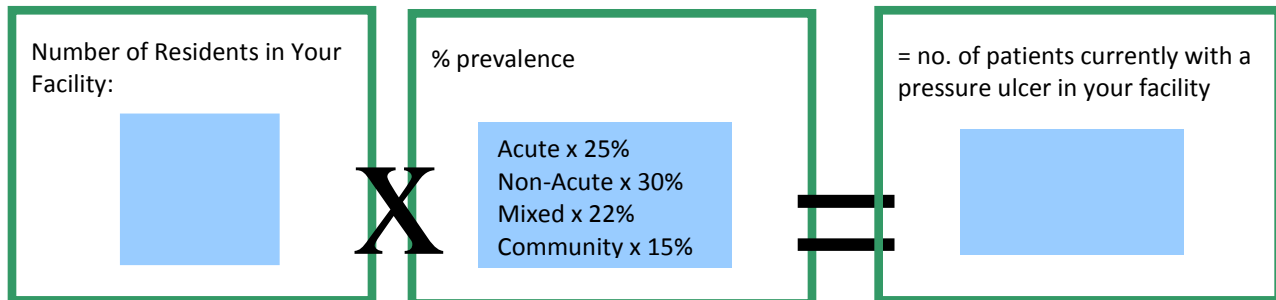 Number of Residents in Your
Facility:
X
% prevalence
Acute x 25%
Non-Acute x 30%
Mixed x 22%
Community x 15%
=
= no. of patients currently with a
pressure ulcer in your facility